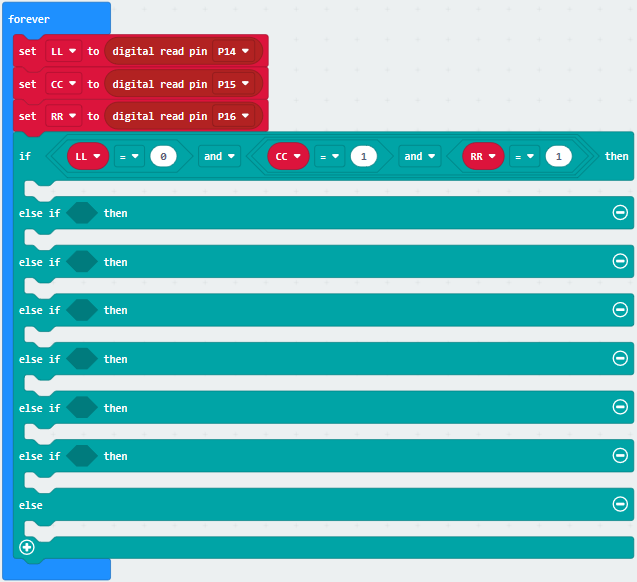 forever
set LL to digital read pin P14
set CC to digital read pin P15
set RR to digital read pin P16
if LL = 0 and CC = 1 and RR = 1 then
else if then
else if then
else if then
else if then
else if then
else if then
else